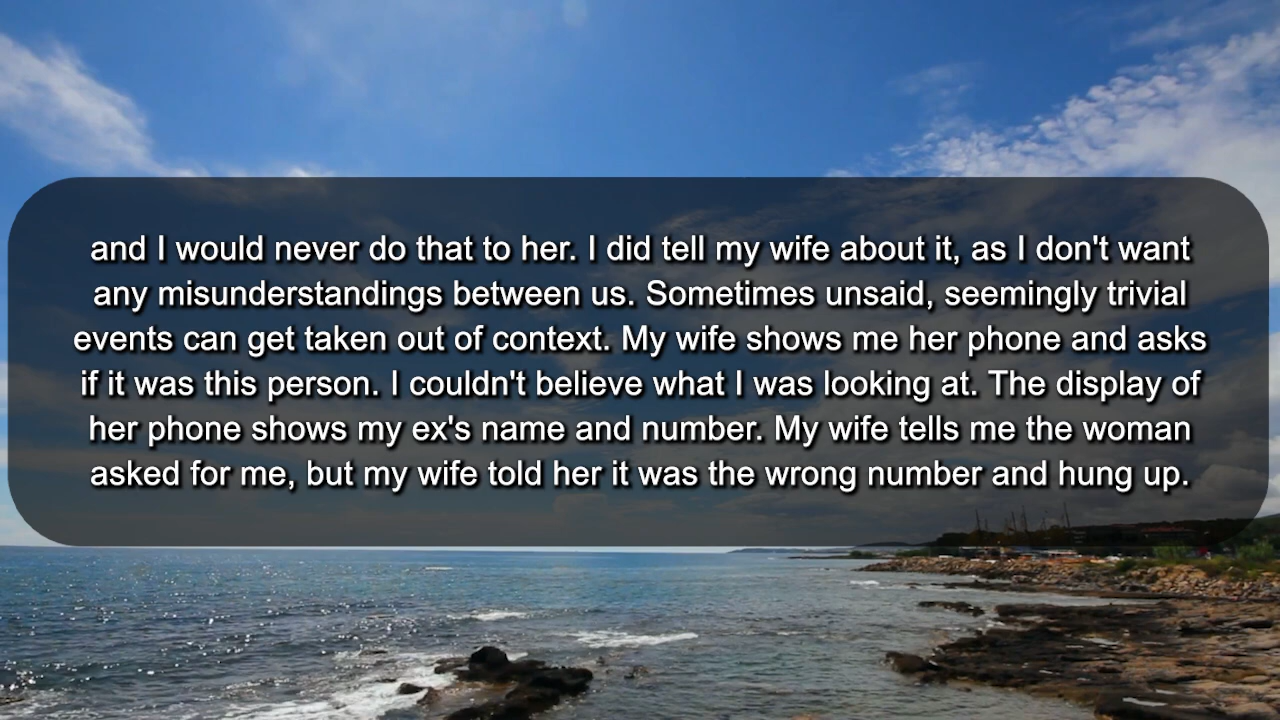 and I would never do that to her. I did tell my wife about it, as I don't want
any misunderstandings between us. Sometimes unsaid, seemingly trivial
events can get taken out of context. My wife shows me her phone and asks
if it was this person. I couldn't believe what I was looking at. The display of
her phone shows my ex's name and number. My wife tells me the woman
asked for me, but my wife told her it was the wrong number and hung up.